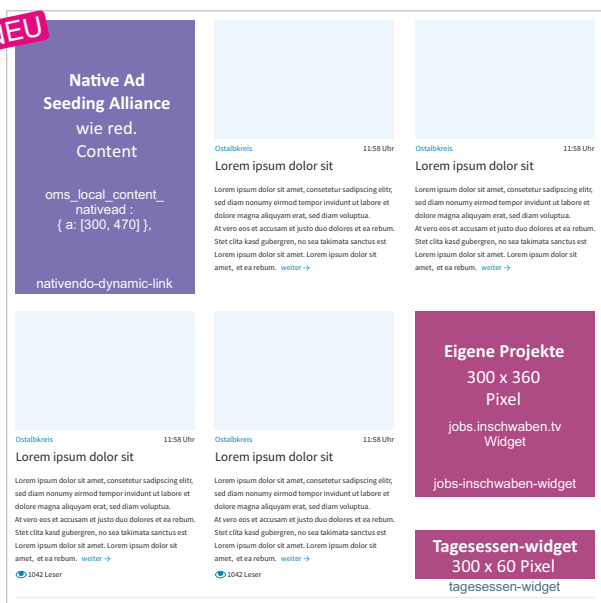 NEU
Native Ad
Seeding Alliance
wie red.
Content
oms_local_content_
nativead :
{ a: [300, 470] },
nativendo-dynamic-link
Ostalbkreis 11:58 Uhr
Lorem ipsum dolor sit
Lorem ipsum dolor sit amet, consetetur sadipscing elitr,
sed diam nonumy eirmod tempor invidunt ut labore et
dolore magna aliquyam erat, sed diam voluptua.
At vero eos et accusam et justo duo dolores et ea rebum.
Stet clita kasd gubergren, no sea takimata sanctus est
Lorem ipsum dolor sit amet. Lorem ipsum dolor sit
amet, et ea rebum. weiter →
Ostalbkreis 11:58 Uhr
Lorem ipsum dolor sit
Lorem ipsum dolor sit amet, consetetur sadipscing elitr,
sed diam nonumy eirmod tempor invidunt ut labore et
dolore magna aliquyam erat, sed diam voluptua.
At vero eos et accusam et justo duo dolores et ea rebum.
Stet clita kasd gubergren, no sea takimata sanctus est
Lorem ipsum dolor sit amet. Lorem ipsum dolor sit
amet, et ea rebum. weiter →
Ostalbkreis 11:58 Uhr
Lorem ipsum dolor sit
Lorem ipsum dolor sit amet, consetetur sadipscing elitr,
sed diam nonumy eirmod tempor invidunt ut labore et
dolore magna aliquyam erat, sed diam voluptua.
At vero eos et accusam et justo duo dolores et ea rebum.
Stet clita kasd gubergren, no sea takimata sanctus est
Lorem ipsum dolor sit amet. Lorem ipsum dolor sit
amet, et ea rebum. weiter →
1042 Leser
Ostalbkreis 11:58 Uhr
Lorem ipsum dolor sit
Lorem ipsum dolor sit amet, consetetur sadipscing elitr,
sed diam nonumy eirmod tempor invidunt ut labore et
dolore magna aliquyam erat, sed diam voluptua.
At vero eos et accusam et justo duo dolores et ea rebum.
Stet clita kasd gubergren, no sea takimata sanctus est
Lorem ipsum dolor sit amet. Lorem ipsum dolor sit
amet, et ea rebum. weiter →
1042 Leser
Eigene Projekte
300 x 360
Pixel
jobs.inschwaben.tv
Widget
jobs-inschwaben-widget
Tagesessen-widget
300 x 60 Pixel
tagesessen-widget